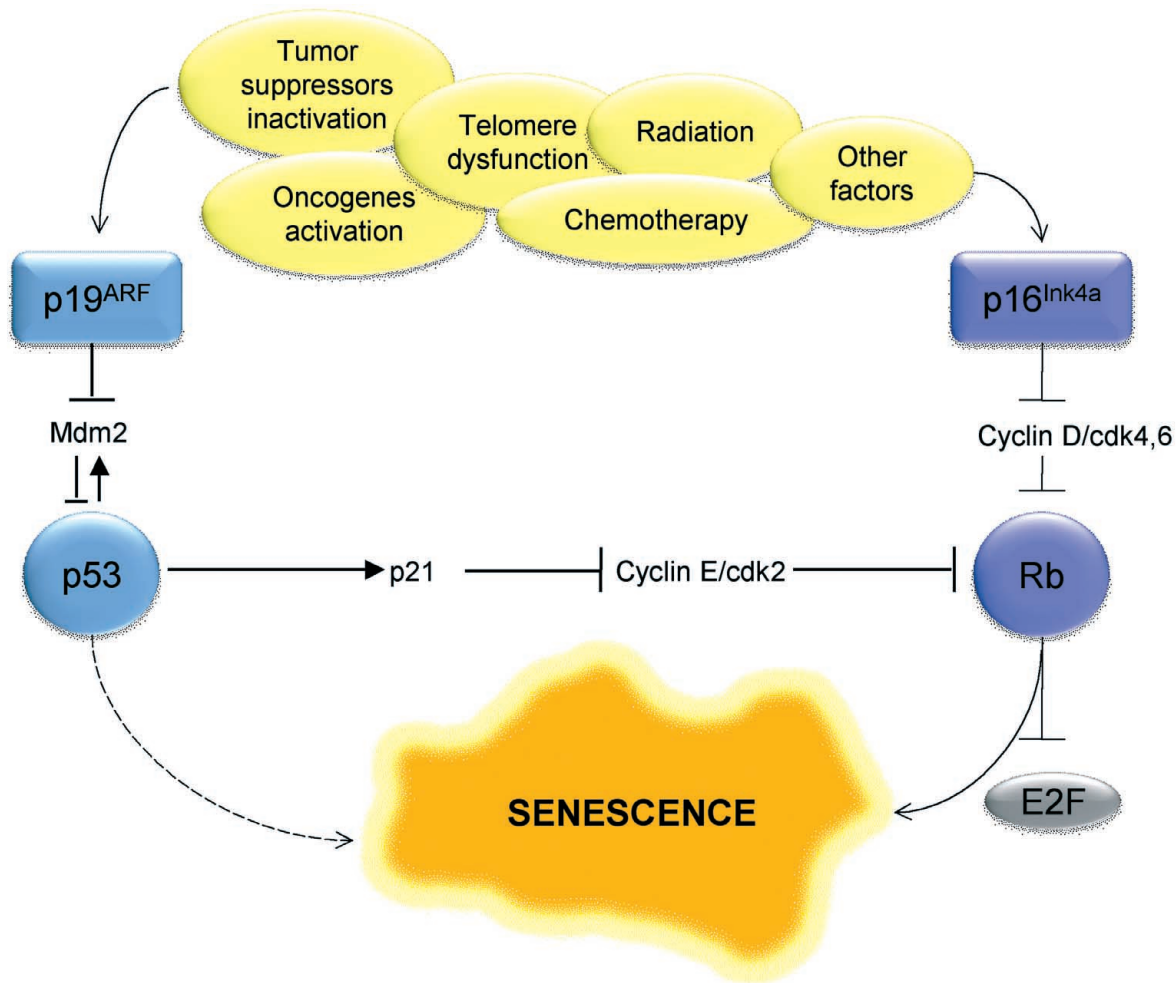 Tumor
suppressors
inactivation
Telomere
dysfunction
Radiation
Other
factors
Oncogenes
activation
Chemotherapy
p19ARF
p16Ink4a
Mdm2
Cyclin D/cdk4,6
p53
p21
Cyclin E/cdk2
Rb
SENESCENCE
E2F